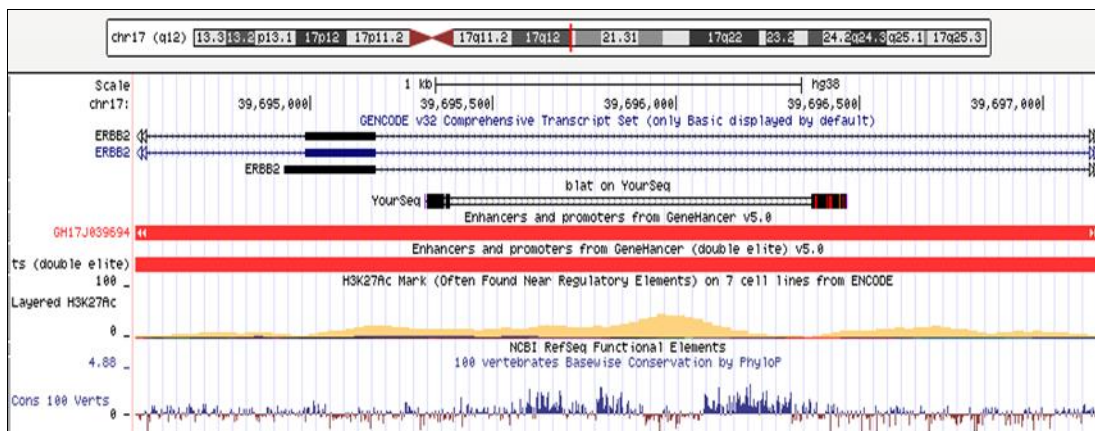 chr17 (q12) 13.3 13.2 p13.1 17p12 17p11.2 17q11.2 17q12 21.31 17q22 23.2 24.2 q24.3 q25.1 17q25.3
Scale 1 kb hg38
chr17: 39,695,000 39,695,500 39,696,000 39,696,500 39,697,000
GENCODE v32 Comprehensive Transcript Set (only Basic displayed by default)
ERBB2
ERBB2
ERBB2
blat on YourSeq
YourSeq
Enhancers and promoters from GeneHancer v5.0
GH17J039694
Enhancers and promoters from GeneHancer (double elite) v5.0
ts (double elite)
100 H3K27Ac Mark (Often Found Near Regulatory Elements) on 7 cell lines from ENCODE
Layered H3K27Ac
0
NCBI RefSeq Functional Elements
4.88 100 vertebrates Basewise Conservation by PhyloP
Cons 100 Verts
0